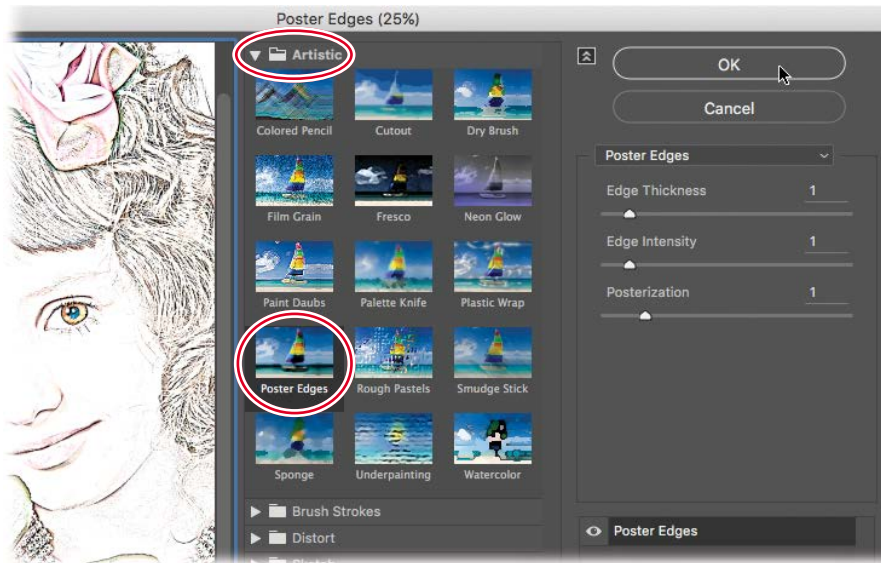 Poster Edges (25%)
Artistic
Colored Pencil
Cutout
Dry Brush
Film Grain
Fresco
Neon Glow
Paint Daubs
Palette Knife
Plastic Wrap
Poster Edges
Rough Pastels
Smudge Stick
Sponge
Underpainting
Watercolor
Brush Strokes
Distort
Sketch
OK
Cancel
Poster Edges
Edge Thickness 1
Edge Intensity 1
Posterization 1
Poster Edges